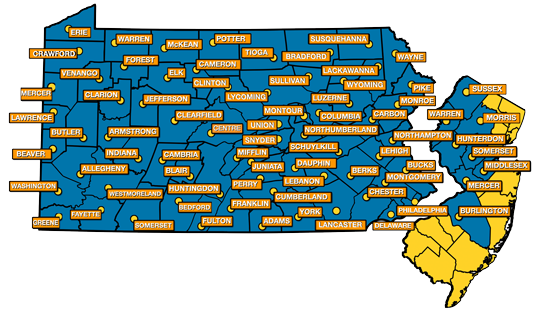 ERIE
WARREN
McKEAN
POTTER
TIOGA
SUSQUEHANNA
BRADFORD
WAYNE
CRAWFORD
FOREST
CAMERON
LACKAWANNA
VENANGO
ELK
CLINTON
SULLIVAN
WYOMING
PIKE
SUSSEX
MERCER
CLARION
JEFFERSON
LYCOMING
LUZERNE
MONROE
LAWRENCE
CLEARFIELD
MONTOUR
COLUMBIA
CARBON
WARREN
MORRIS
BUTLER
ARMSTRONG
CENTRE
UNION
NORTHUMBERLAND
NORTHAMPTON
HUNTERDON
SNYDER
SCHUYLKILL
LEHIGH
SOMERSET
BEAVER
INDIANA
CAMBRIA
MIFFLIN
DAUPHIN
BUCKS
MIDDLESEX
ALLEGHENY
BLAIR
JUNIATA
BERKS
MONTGOMERY
WASHINGTON
WESTMORELAND
HUNTINGDON
PERRY
LEBANON
CHESTER
MERCER
CUMBERLAND
BEDFORD
FRANKLIN
YORK
PHILADELPHIA
BURLINGTON
GREENE
FAYETTE
SOMERSET
FULTON
ADAMS
LANCASTER
DELAWARE